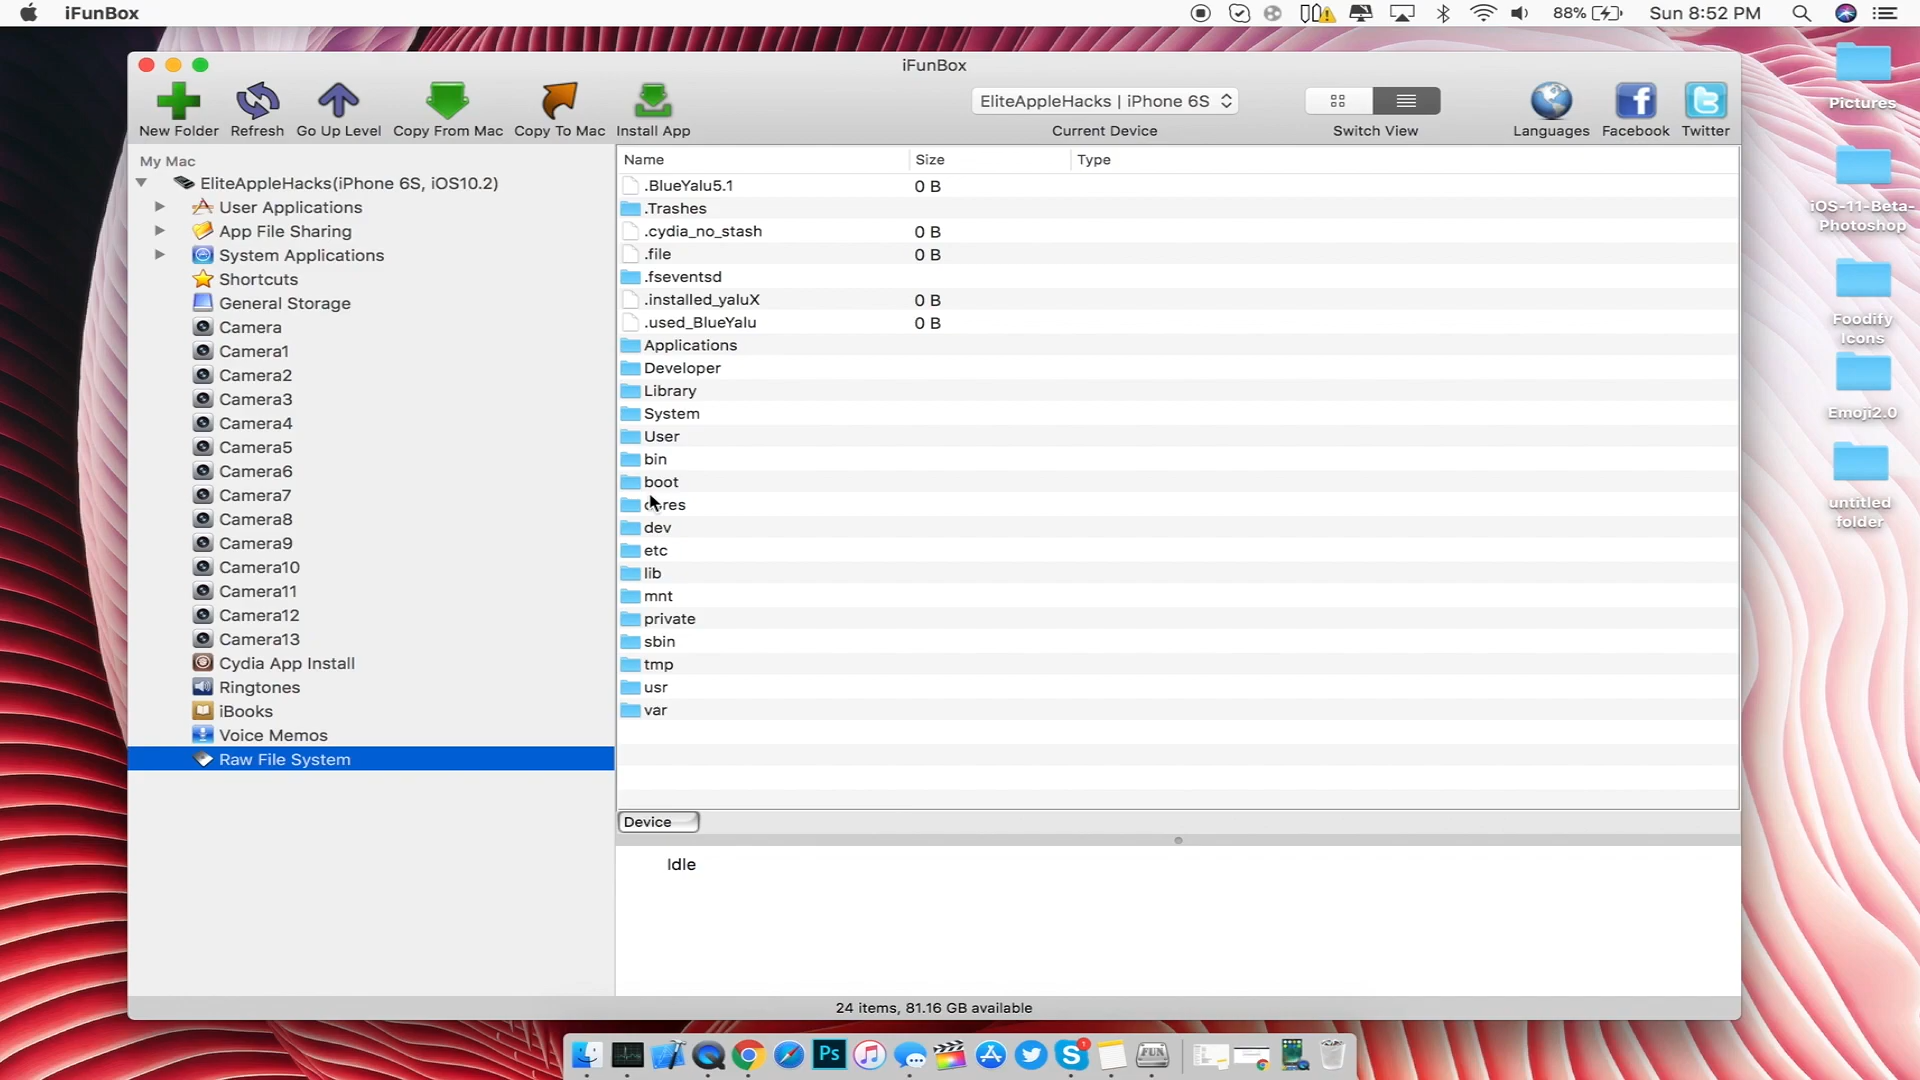 iFunBox
88%
Sun 8:52 PM
iFunBox
New Folder
Refresh
Go Up Level
Copy From Mac
Copy To Mac
Install App
EliteAppleHacks | iPhone 6S
Current Device
Switch View
Languages
Facebook
Twitter
My Mac
EliteAppleHacks(iPhone 6S, iOS10.2)
User Applications
App File Sharing
System Applications
Shortcuts
General Storage
Camera
Camera1
Camera2
Camera3
Camera4
Camera5
Camera6
Camera7
Camera8
Camera9
Camera10
Camera11
Camera12
Camera13
Cydia App Install
Ringtones
iBooks
Voice Memos
Raw File System
Name Size Type
.BlueYalu5.1 0 B
.Trashes
.cydia_no_stash 0 B
.file 0 B
.fseventsd
.installed_yaluX 0 B
.used_BlueYalu 0 B
Applications
Developer
Library
System
User
bin
boot
cores
dev
etc
lib
mnt
private
sbin
tmp
usr
var
Device
Idle
24 items, 81.16 GB available
Pictures
iOS-11-Beta-
Photoshop
Foodify
Icons
Emoji2.0
untitled
folder
Ps
1
FUN